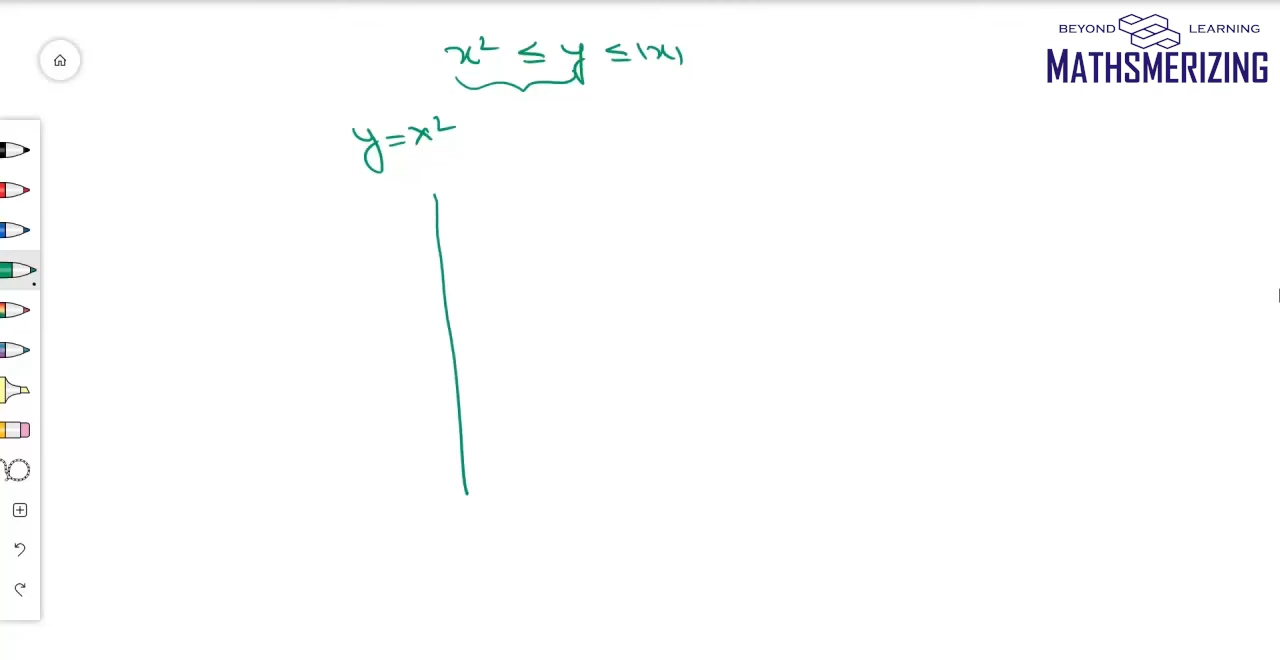 x² ≤ y ≤ |x|
BEYOND LEARNING
MATHSMERIZING
y = x²